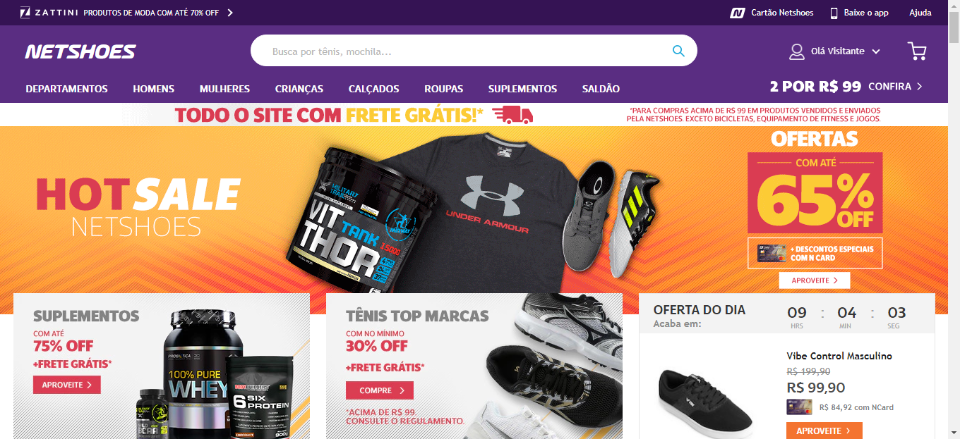 ZATTINI PRODUTOS DE MODA COM ATÉ 70% OFF
Cartão Netshoes Baixe o app Ajuda
NETSHOES
Busca por tênis, mochila...
Olá Visitante
DEPARTAMENTOS HOMENS MULHERES CRIANÇAS CALÇADOS ROUPAS SUPLEMENTOS SALDÃO
2 POR R$ 99 CONFIRA
TODO O SITE COM FRETE GRÁTIS!*
*PARA COMPRAS ACIMA DE R$ 99 EM PRODUTOS VENDIDOS E ENVIADOS
PELA NETSHOES. EXCETO BICICLETAS, EQUIPAMENTO DE FITNESS E JOGOS.
HOT SALE
NETSHOES
MILITARY
VIT
TANK
THOR
UNDER ARMOUR
OFERTAS
COM ATÉ
65%
OFF
+ DESCONTOS ESPECIAIS
COM N CARD
APROVEITE
SUPLEMENTOS
COM ATÉ
75% OFF
+FRETE GRÁTIS*
APROVEITE
100% PURE
WHEY
6 SIX
PROTEIN
TÊNIS TOP MARCAS
COM NO MÍNIMO
30% OFF
+FRETE GRÁTIS*
COMPRE
*ACIMA DE R$ 99.
CONSULTE O REGULAMENTO.
OFERTA DO DIA
Acaba em:
09 : 04 : 03
HRS MIN SEG
Vibe Control Masculino
R$ 199,90
R$ 99,90
R$ 84,92 com NCard
APROVEITE